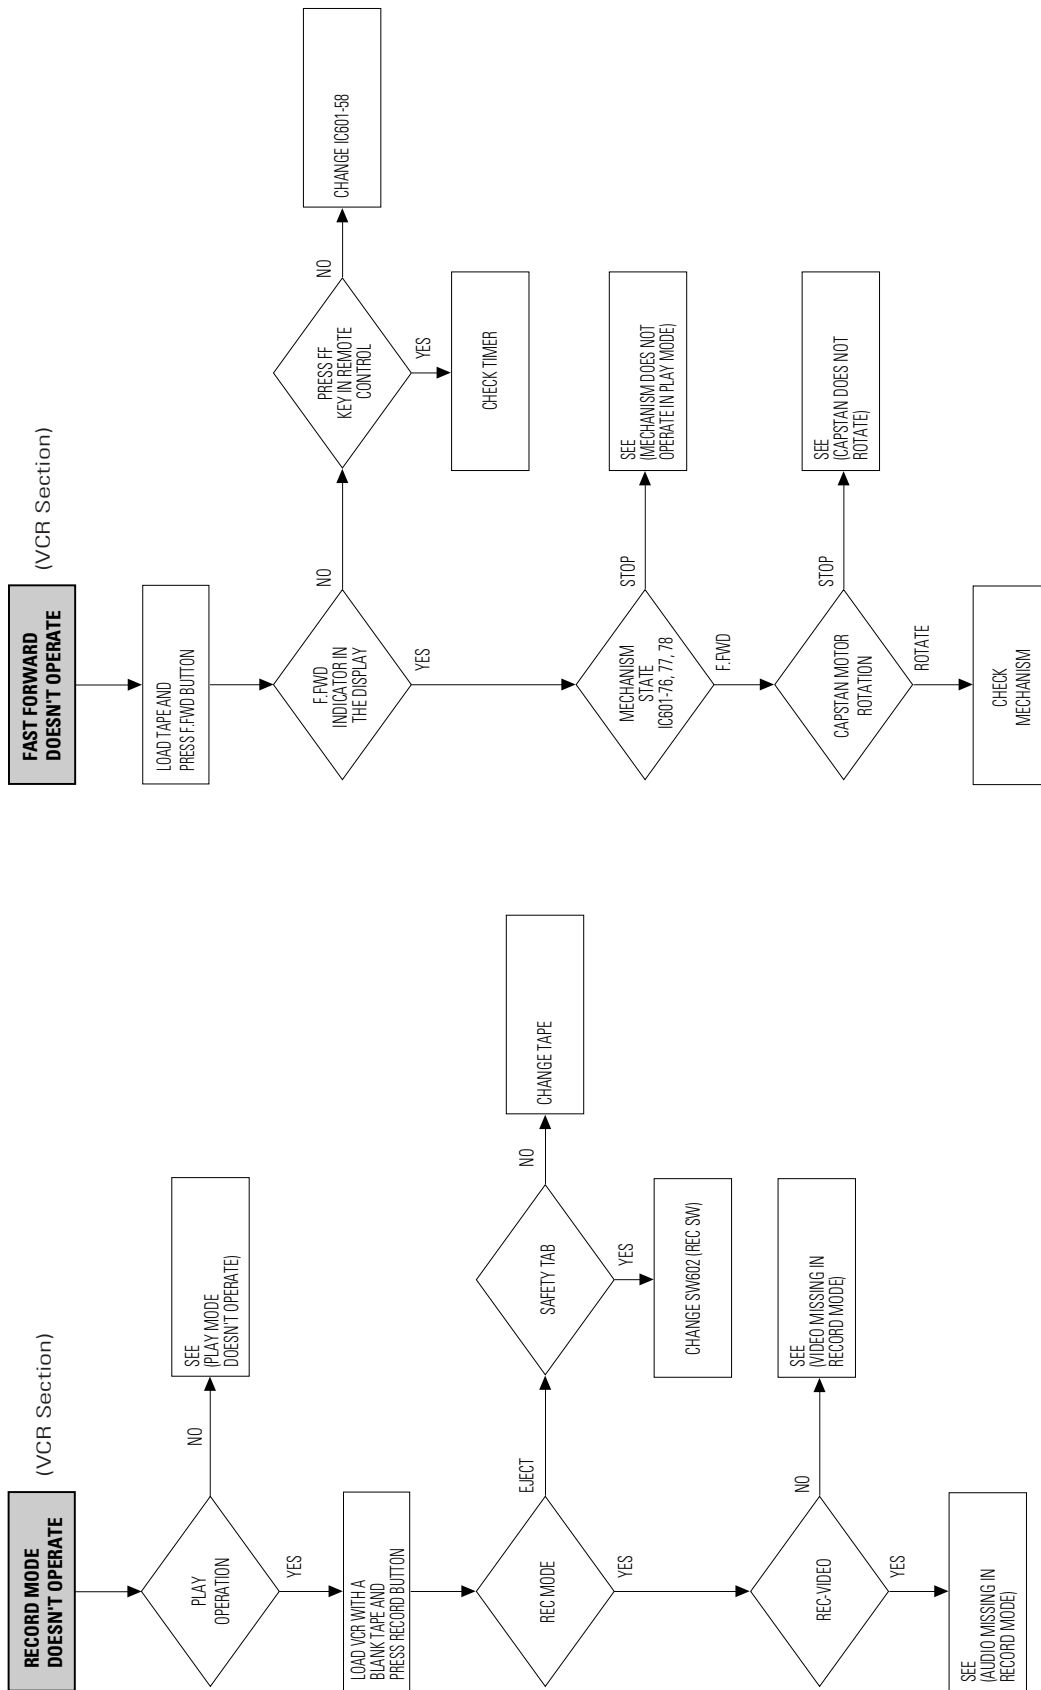 RECORD MODE
DOESN'T OPERATE
(VCR Section)
PLAY
OPERATION
NO
SEE
(PLAY MODE
DOESN'T OPERATE)
YES
LOAD VCR WITH A
BLANK TAPE AND
PRESS RECORD BUTTON
REC MODE
EJECT
SAFETY TAB
NO
CHANGE TAPE
YES
CHANGE SW602 (REC SW)
YES
REC-VIDEO
NO
SEE
(VIDEO MISSING IN
RECORD MODE)
YES
SEE
(AUDIO MISSING IN
RECORD MODE)
FAST FORWARD
DOESN'T OPERATE
(VCR Section)
LOAD TAPE AND
PRESS F.FWD BUTTON
F.FWD
INDICATOR IN
THE DISPLAY
NO
PRESS FF
KEY IN REMOTE
CONTROL
NO
CHANGE IC601-58
YES
CHECK TIMER
YES
MECHANISM
STATE
IC601-76, 77, 78
STOP
SEE
(MECHANISM DOES NOT
OPERATE IN PLAY MODE)
F.FWD
CAPSTAN MOTOR
ROTATION
STOP
SEE
(CAPSTAN DOES NOT
ROTATE)
ROTATE
CHECK
MECHANISM